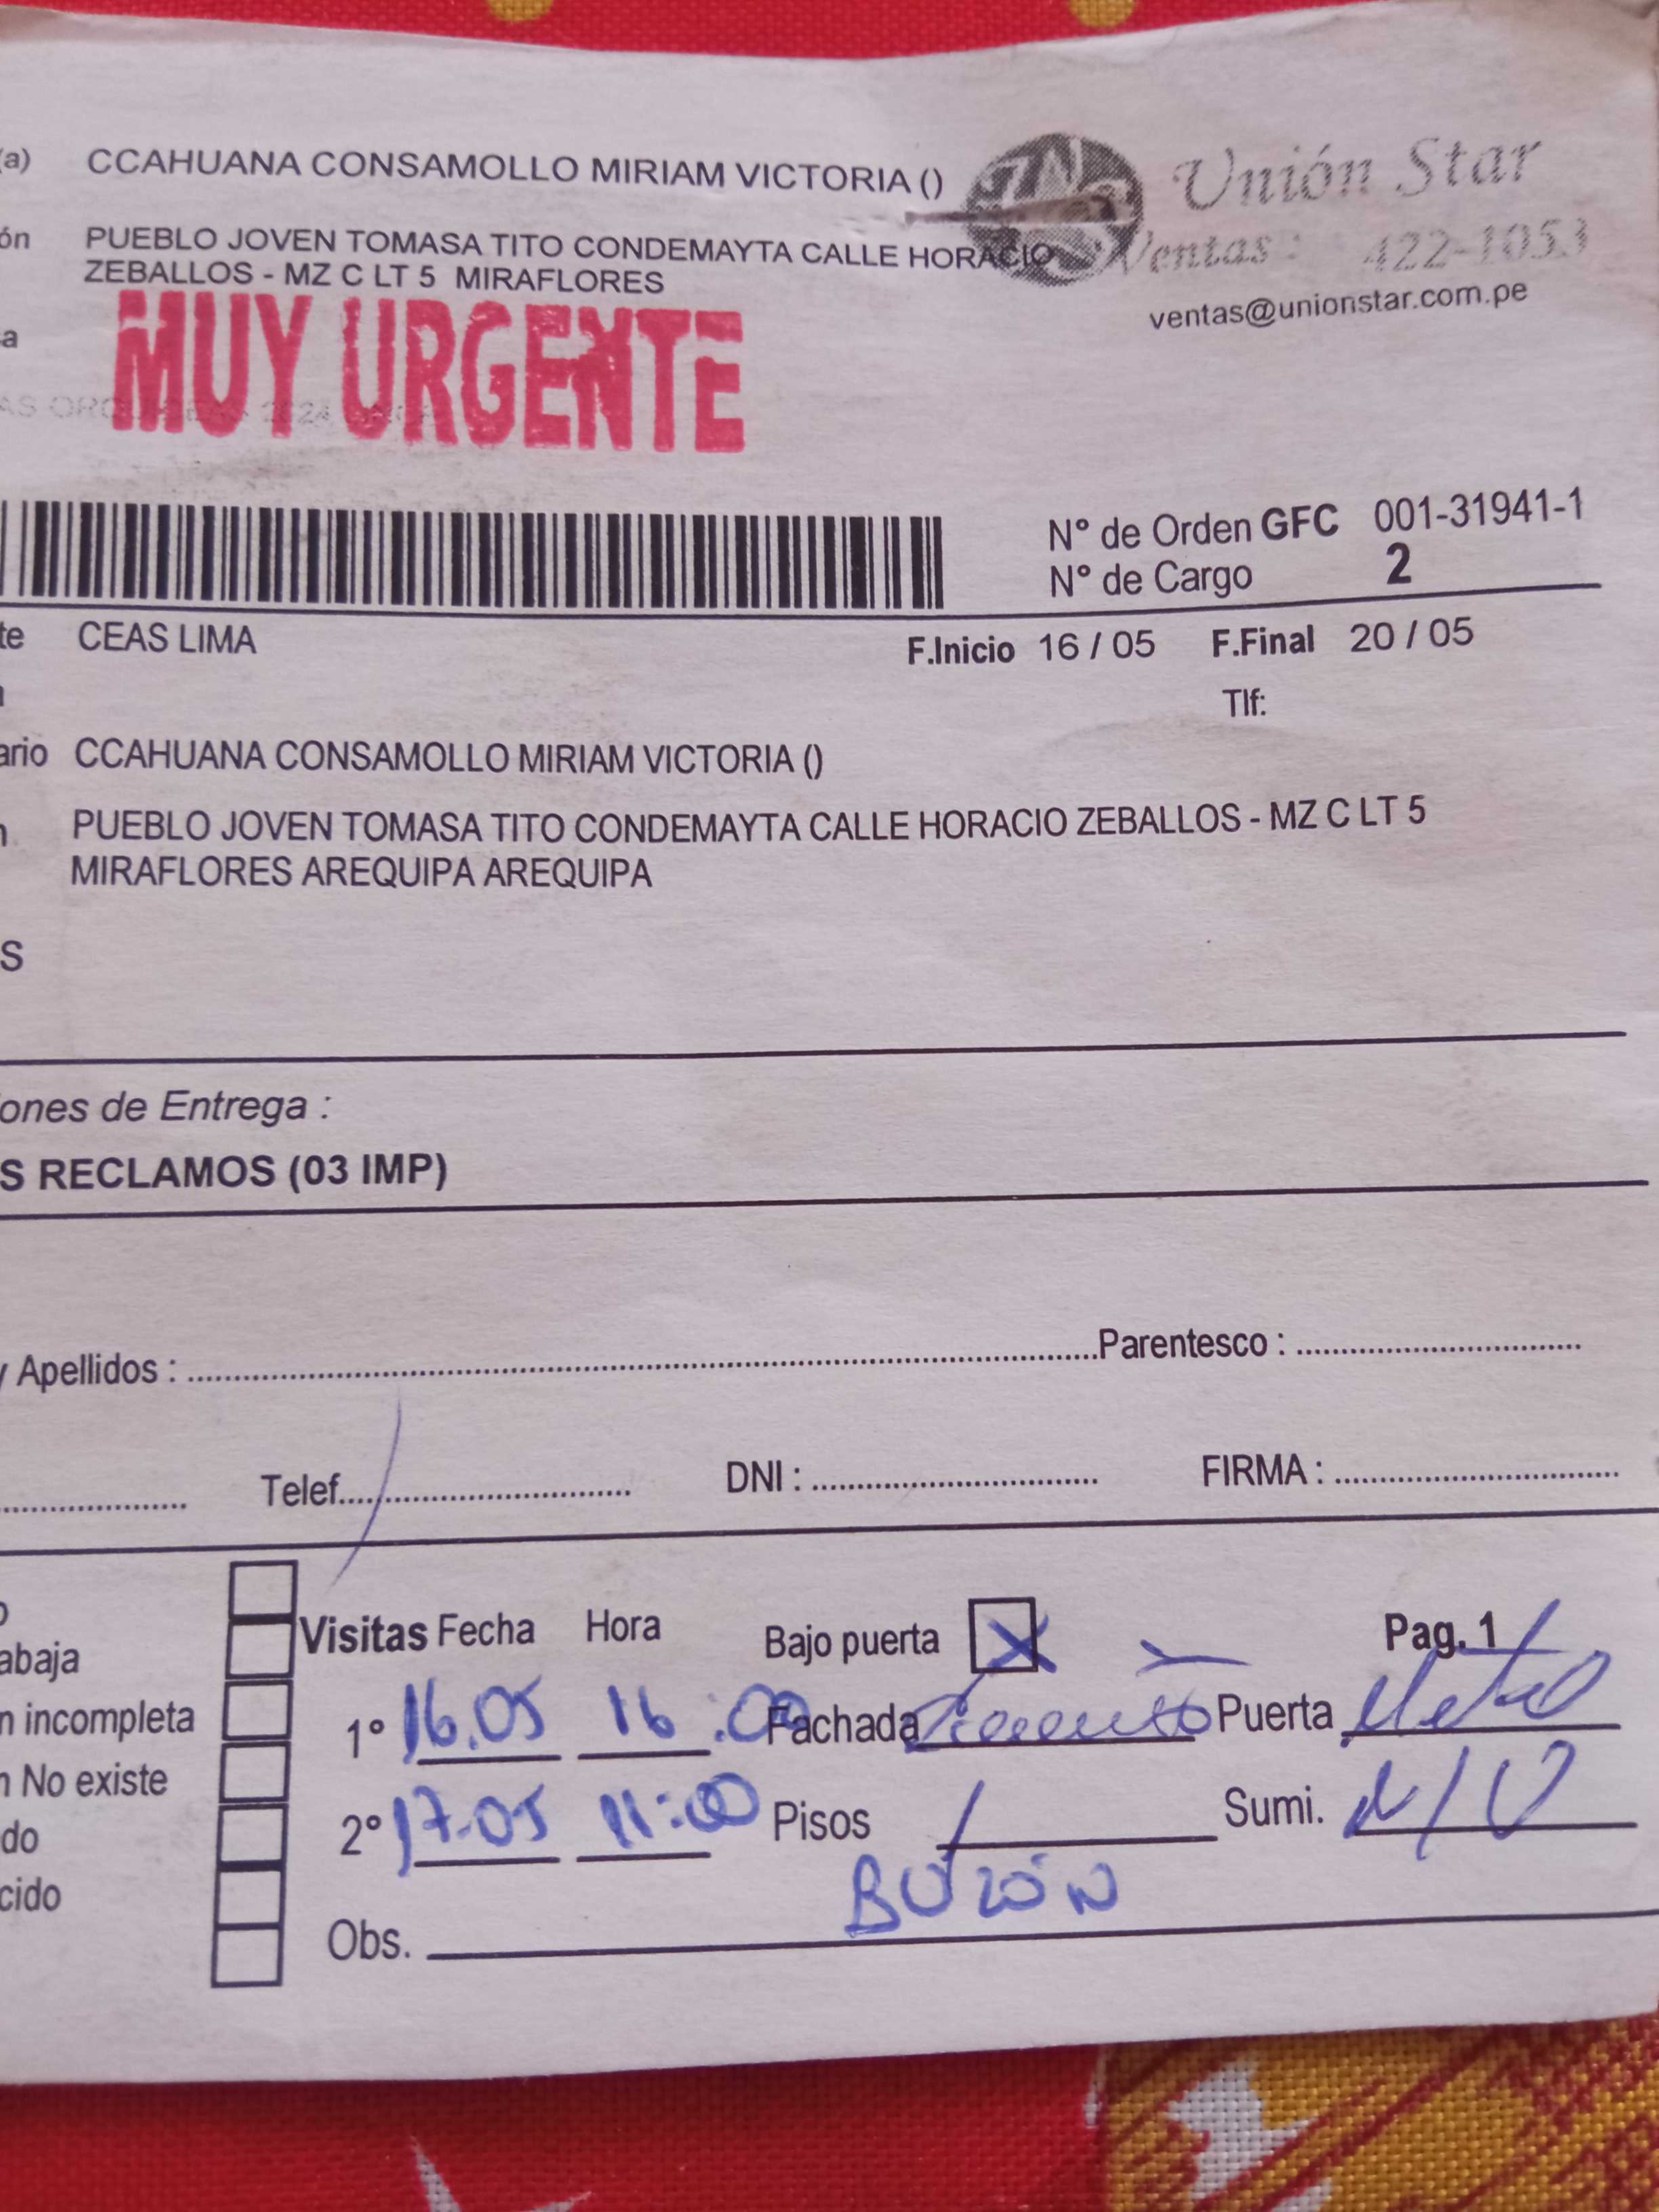 (a) CCAHUANA CONSAMOLLO MIRIAM VICTORIA ()
Unión Star
ón PUEBLO JOVEN TOMASA TITO CONDEMAYTA CALLE HORACIO
ZEBALLOS - MZ C LT 5 MIRAFLORES
Ventas : 422-1053
ventas@unionstar.com.pe
a
MUY URGENTE
N° de Orden GFC 001-31941-1
N° de Cargo 2
te CEAS LIMA F.Inicio 16 / 05 F.Final 20 / 05
Tlf:
ario CCAHUANA CONSAMOLLO MIRIAM VICTORIA ()
PUEBLO JOVEN TOMASA TITO CONDEMAYTA CALLE HORACIO ZEBALLOS - MZ C LT 5
MIRAFLORES AREQUIPA AREQUIPA
S
ones de Entrega :
S RECLAMOS (03 IMP)
y Apellidos : Parentesco :
Telef. DNI : FIRMA :
Visitas Fecha Hora Bajo puerta X Pag. 1
abaja
n incompleta
1° 16.05 16:00 Fachada Puerta Metal
n No existe
2° 17.05 11:00 Pisos 1 Sumi. N/V
do
cido
BUZÓN
Obs.